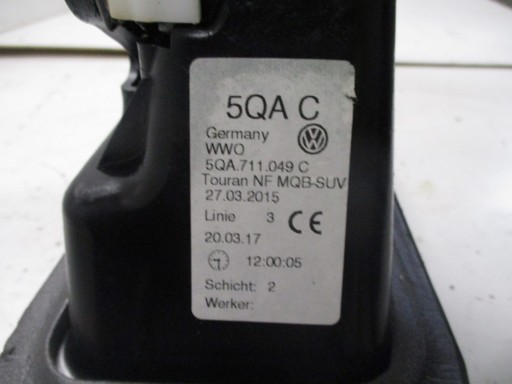 5QA C
Germany
WWO
5QA.711.049 C
Touran NF MQB-SUV
27.03.2015
Linie 3 CE
20.03.17
12:00:05
Schicht: 2
Werker: